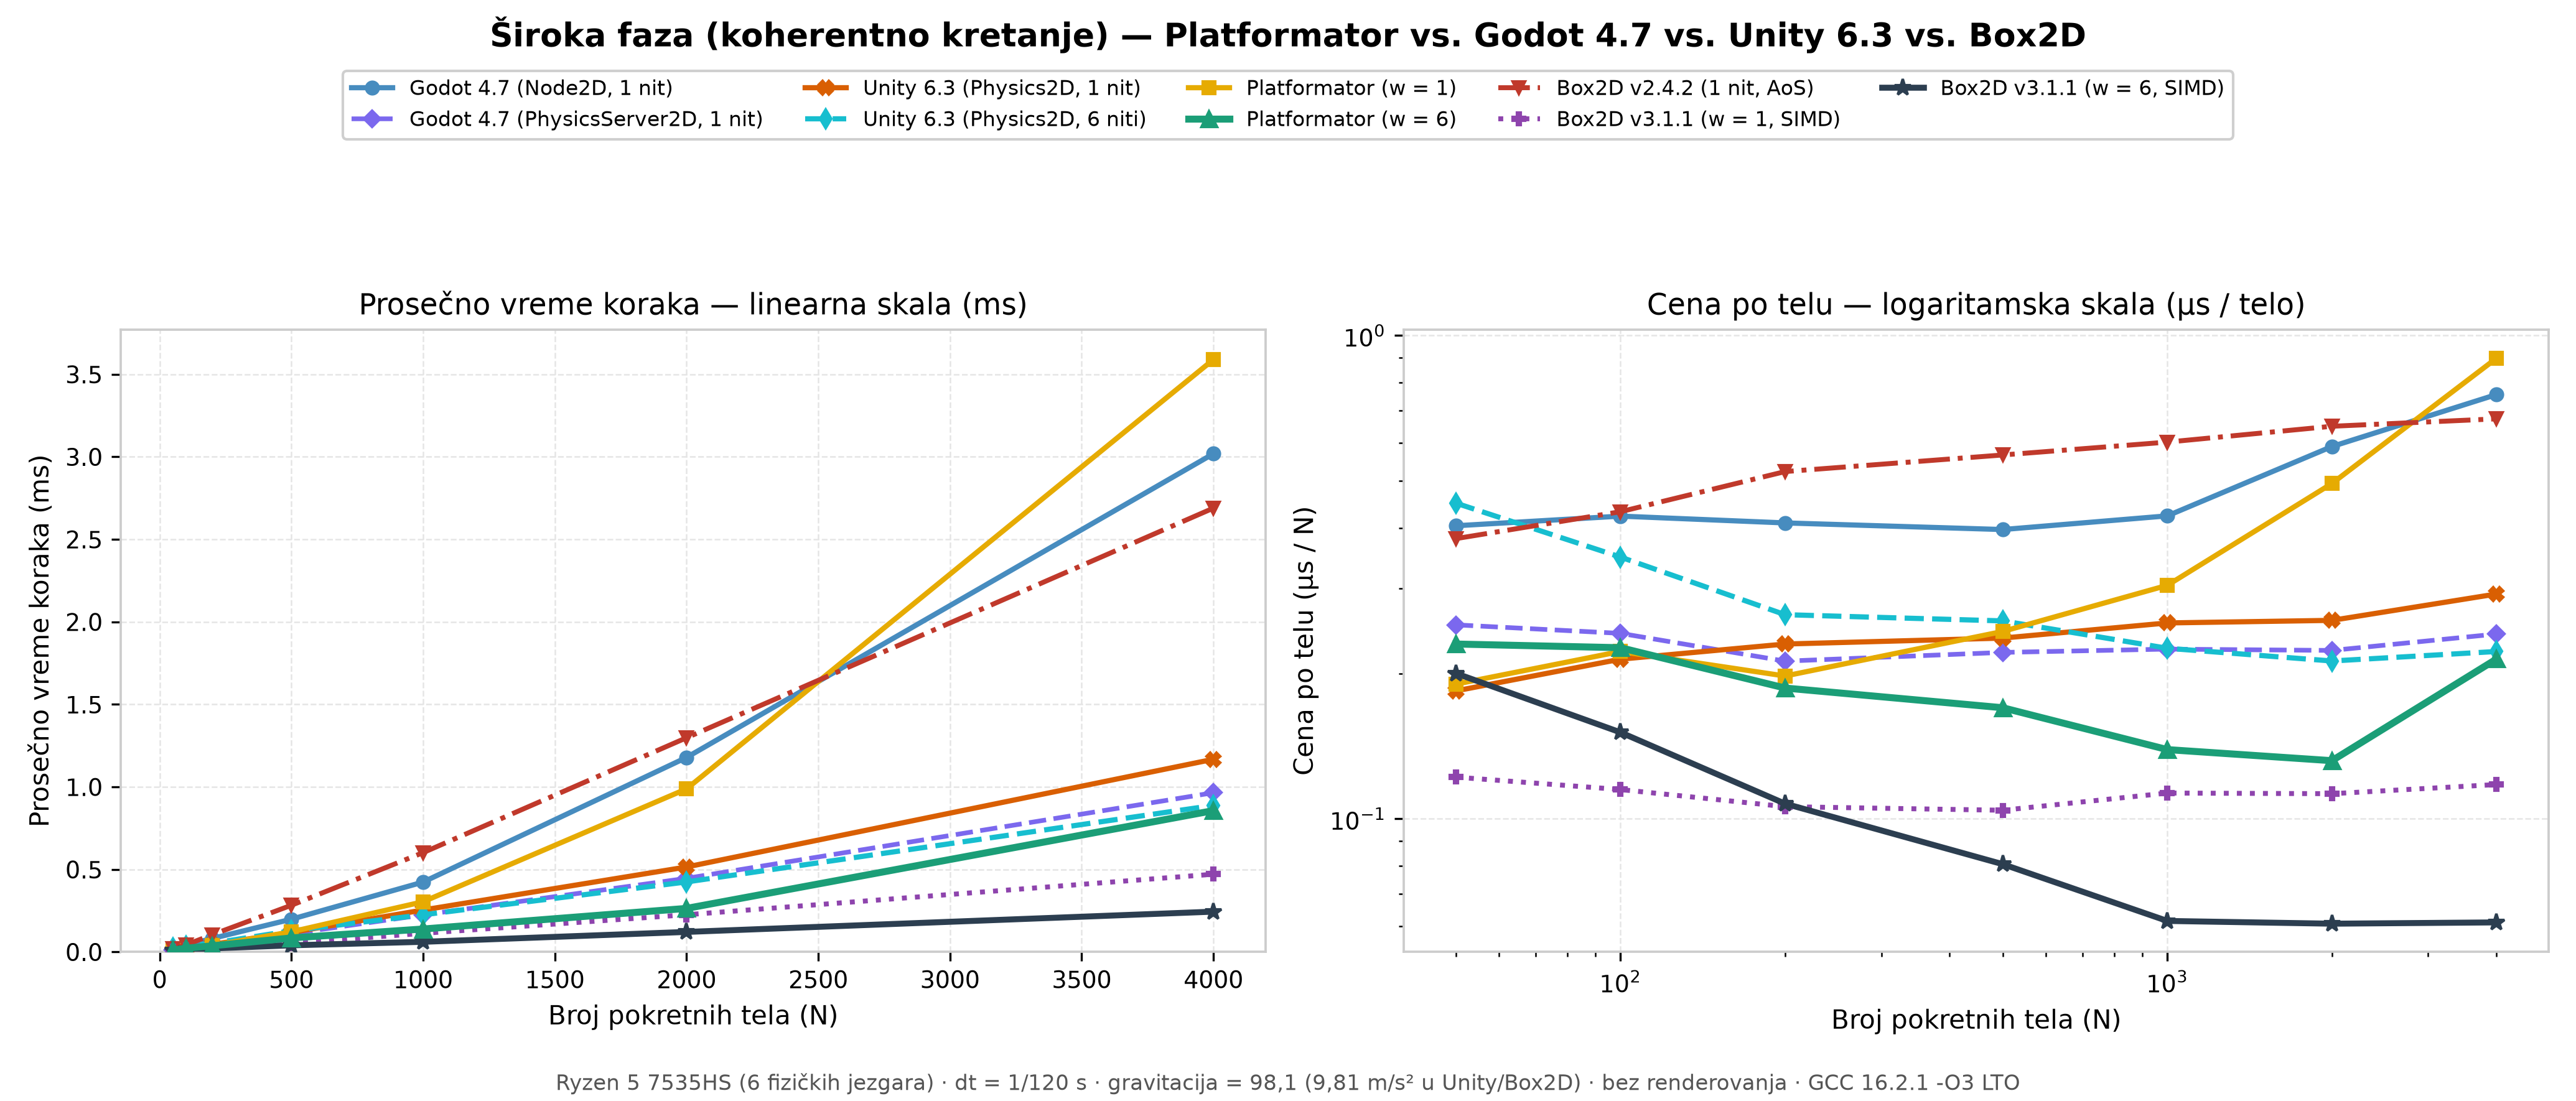 Široka faza (koherentno kretanje) — Platformator vs. Godot 4.7 vs. Unity 6.3 vs. Box2D
Godot 4.7 (Node2D, 1 nit)
Godot 4.7 (PhysicsServer2D, 1 nit)
Unity 6.3 (Physics2D, 1 nit)
Unity 6.3 (Physics2D, 6 niti)
Platformator (w = 1)
Platformator (w = 6)
Box2D v2.4.2 (1 nit, AoS)
Box2D v3.1.1 (w = 1, SIMD)
Box2D v3.1.1 (w = 6, SIMD)
Prosečno vreme koraka — linearna skala (ms)
Prosečno vreme koraka (ms)
3.5
3.0
2.5
2.0
1.5
1.0
0.5
0.0
0 500 1000 1500 2000 2500 3000 3500 4000
Broj pokretnih tela (N)
Cena po telu — logaritamska skala (µs / telo)
Cena po telu (µs / N)
10⁰
10⁻¹
10² 10³
Broj pokretnih tela (N)
Ryzen 5 7535HS (6 fizičkih jezgara) · dt = 1/120 s · gravitacija = 98,1 (9,81 m/s² u Unity/Box2D) · bez renderovanja · GCC 16.2.1 -O3 LTO